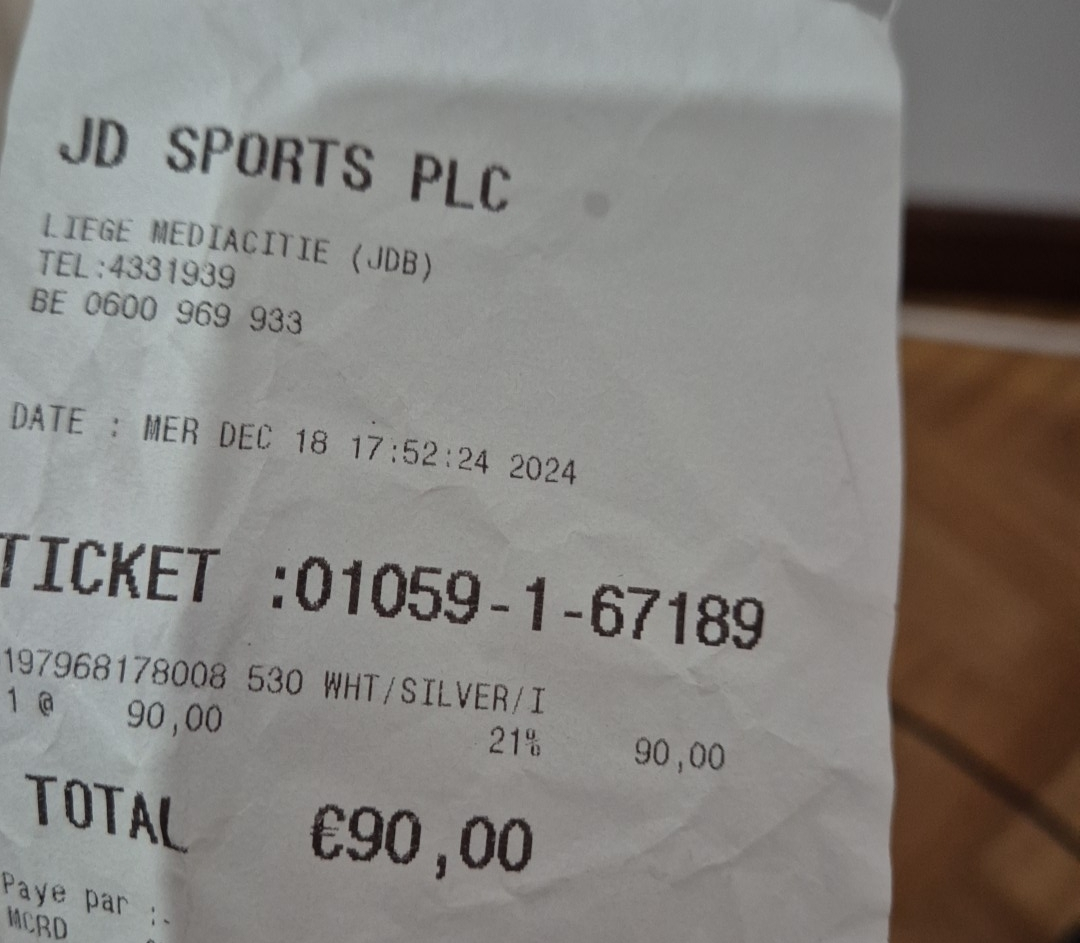 JD SPORTS PLC
LIEGE MEDIACITIE (JDB)
TEL:4331939
BE 0600 969 933
DATE : MER DEC 18 17:52:24 2024
TICKET :01059-1-67189
197968178008 530 WHT/SILVER/I
1 @ 90,00 21% 90,00
TOTAL €90,00
Paye par :-
MCRD